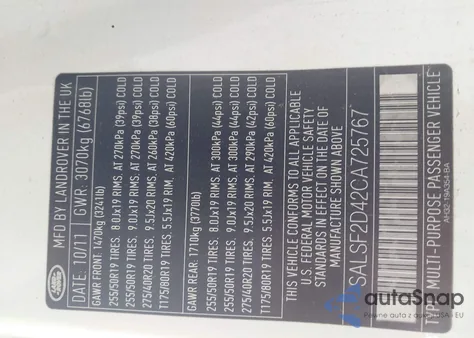 LAND ROVER
MFD BY LANDROVER IN THE UK
DATE: 10/11 GWR: 3070kg (6768lb)
GAWR FRONT: 1470kg (3241lb)
255/50R19 TIRES. 8.0Jx19 RIMS. AT 270kPa (39psi) COLD
255/50R19 TIRES. 9.0Jx19 RIMS. AT 270kPa (39psi) COLD
275/40R20 TIRES. 9.5Jx20 RIMS. AT 260kPa (38psi) COLD
T175/80R19 TIRES. 5.5Jx19 RIM. AT 420kPa (60psi) COLD
GAWR REAR: 1710kg (3770lb)
255/50R19 TIRES. 8.0Jx19 RIMS. AT 300kPa (44psi) COLD
255/50R19 TIRES. 9.0Jx19 RIMS. AT 300kPa (44psi) COLD
275/40R20 TIRES. 9.5Jx20 RIMS. AT 290kPa (42psi) COLD
T175/80R19 TIRES. 5.5Jx19 RIM. AT 420kPa (60psi) COLD
THIS VEHICLE CONFORMS TO ALL APPLICABLE
U.S. FEDERAL MOTOR VEHICLE SAFETY
STANDARDS IN EFFECT ON THE DATE OF
MANUFACTURE SHOWN ABOVE
*SALSF2D42CA725767*
TYPE: MULTI-PURPOSE PASSENGER VEHICLE
autoSnap